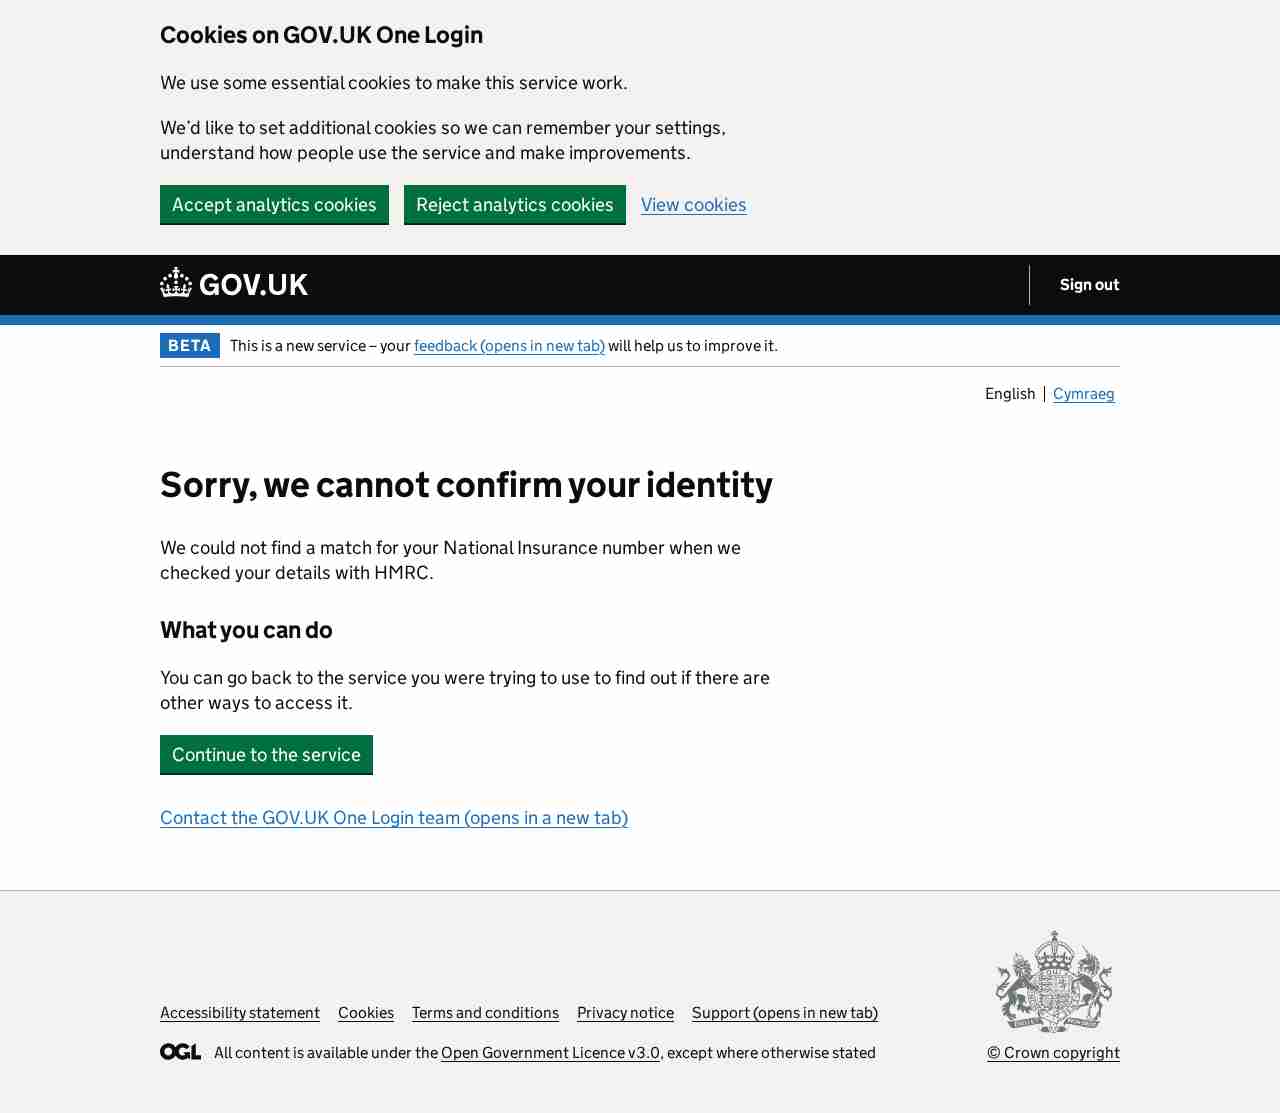 Cookies on GOV.UK One Login
We use some essential cookies to make this service work.
We'd like to set additional cookies so we can remember your settings,
understand how people use the service and make improvements.
Accept analytics cookies Reject analytics cookies View cookies
GOV.UK Sign out
BETA This is a new service – your feedback (opens in new tab) will help us to improve it.
English Cymraeg
Sorry, we cannot confirm your identity
We could not find a match for your National Insurance number when we
checked your details with HMRC.
What you can do
You can go back to the service you were trying to use to find out if there are
other ways to access it.
Continue to the service
Contact the GOV.UK One Login team (opens in a new tab)
Accessibility statement Cookies Terms and conditions Privacy notice Support (opens in new tab)
OGL All content is available under the Open Government Licence v3.0, except where otherwise stated © Crown copyright